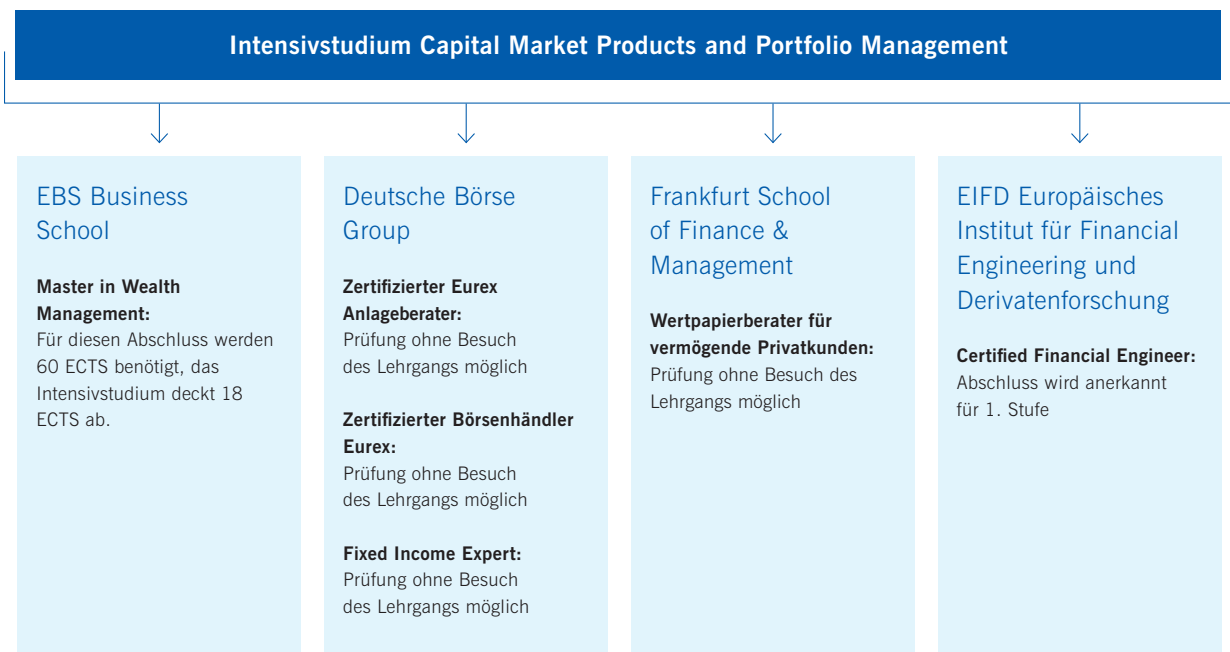 Intensivstudium Capital Market Products and Portfolio Management
EBS Business
School
Master in Wealth
Management:
Für diesen Abschluss werden
60 ECTS benötigt, das
Intensivstudium deckt 18
ECTS ab.
Deutsche Börse
Group
Zertifizierter Eurex
Anlageberater:
Prüfung ohne Besuch
des Lehrgangs möglich
Zertifizierter Börsenhändler
Eurex:
Prüfung ohne Besuch
des Lehrgangs möglich
Fixed Income Expert:
Prüfung ohne Besuch
des Lehrgangs möglich
Frankfurt School
of Finance &
Management
Wertpapierberater für
vermögende Privatkunden:
Prüfung ohne Besuch des
Lehrgangs möglich
EIFD Europäisches
Institut für Financial
Engineering und
Derivatenforschung
Certified Financial Engineer:
Abschluss wird anerkannt
für 1. Stufe